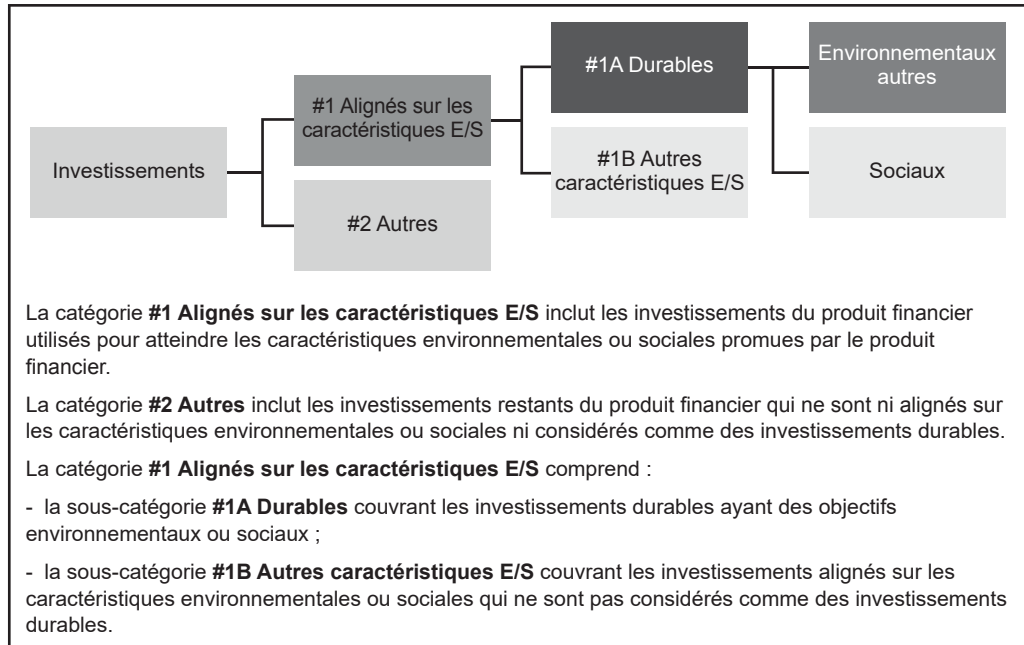 Investissements
#1 Alignés sur les
caractéristiques E/S
#2 Autres
#1A Durables
#1B Autres
caractéristiques E/S
Environnementaux
autres
Sociaux
La catégorie #1 Alignés sur les caractéristiques E/S inclut les investissements du produit financier
utilisés pour atteindre les caractéristiques environnementales ou sociales promues par le produit
financier.
La catégorie #2 Autres inclut les investissements restants du produit financier qui ne sont ni alignés sur
les caractéristiques environnementales ou sociales ni considérés comme des investissements durables.
La catégorie #1 Alignés sur les caractéristiques E/S comprend :
- la sous-catégorie #1A Durables couvrant les investissements durables ayant des objectifs
environnementaux ou sociaux ;
- la sous-catégorie #1B Autres caractéristiques E/S couvrant les investissements alignés sur les
caractéristiques environnementales ou sociales qui ne sont pas considérés comme des investissements
durables.